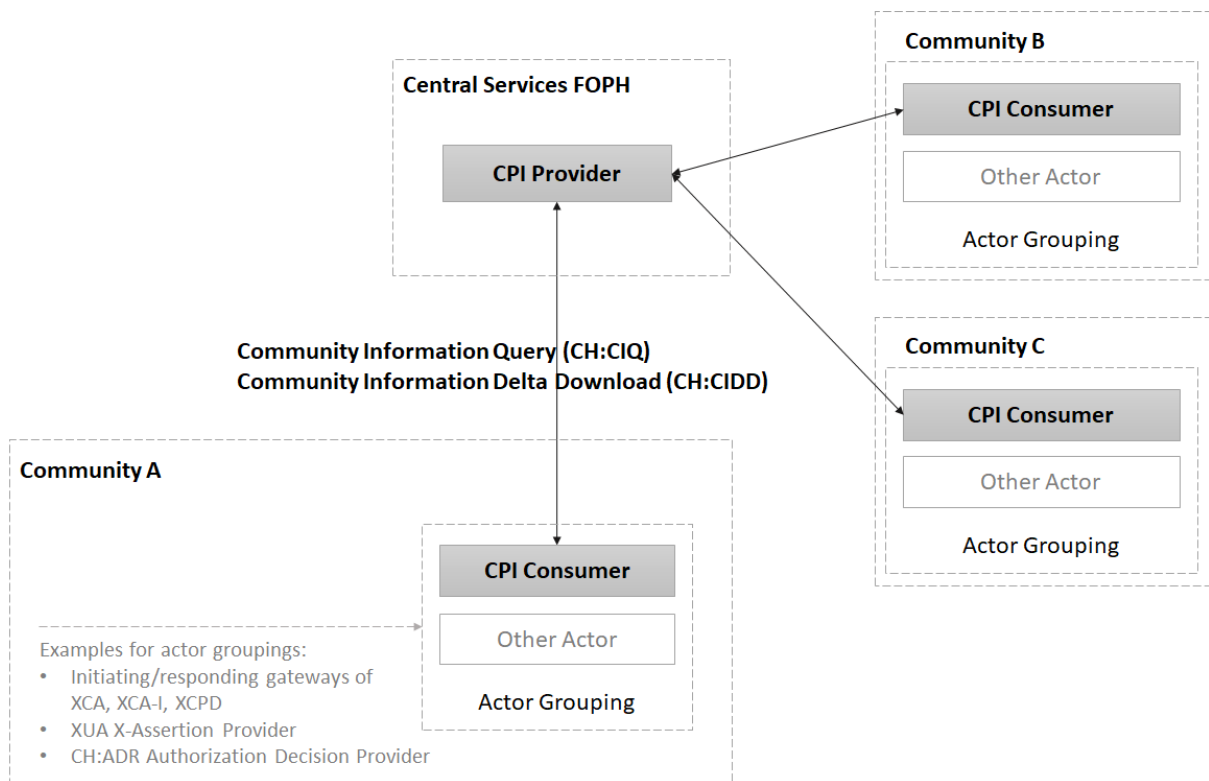 Central Services FOPH
CPI Provider
Community B
CPI Consumer
Other Actor
Actor Grouping
Community C
CPI Consumer
Other Actor
Actor Grouping
Community Information Query (CH:CIQ)
Community Information Delta Download (CH:CIDD)
Community A
CPI Consumer
Other Actor
Actor Grouping
Examples for actor groupings:
• Initiating/responding gateways of
XCA, XCA-I, XCPD
• XUA X-Assertion Provider
• CH:ADR Authorization Decision Provider